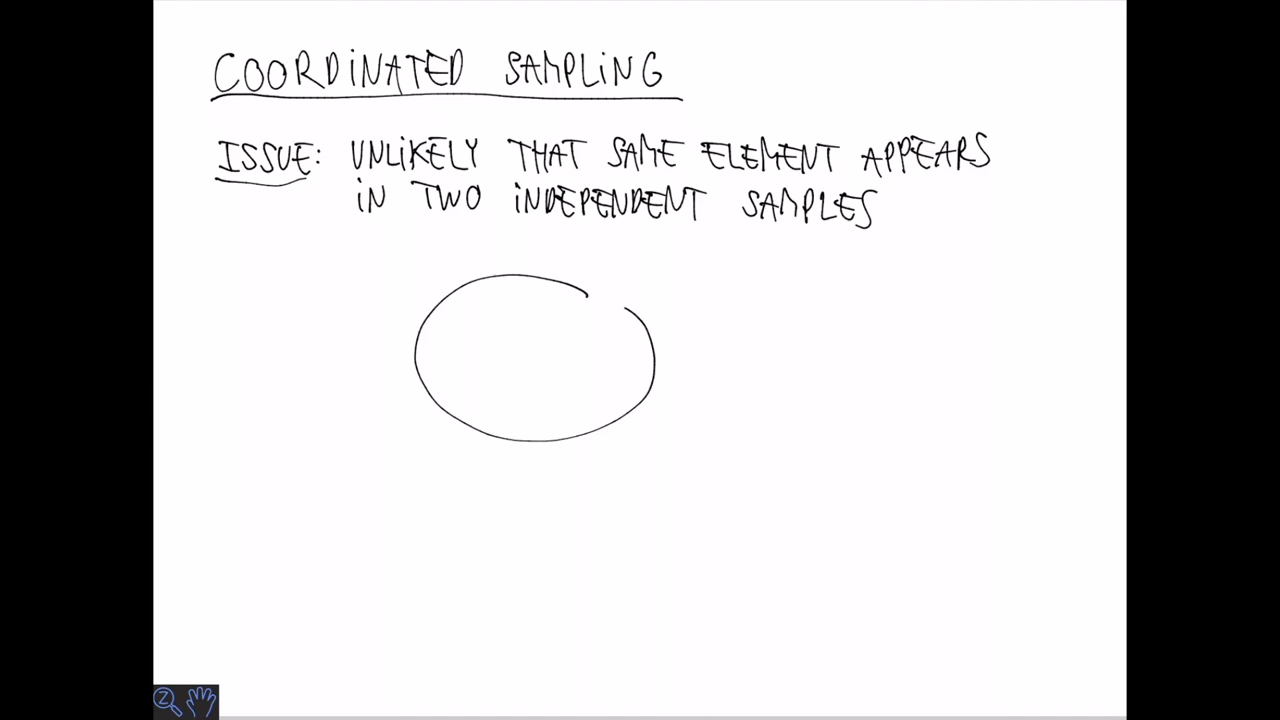 COORDINATED SAMPLING
ISSUE: UNLIKELY THAT SAME ELEMENT APPEARS
IN TWO INDEPENDENT SAMPLES
Z